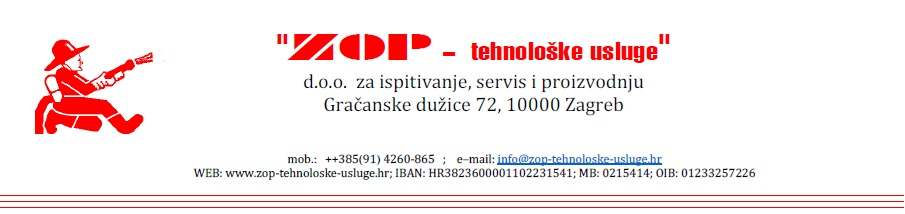 "ZOP – tehnološke usluge"
d.o.o. za ispitivanje, servis i proizvodnju
Gračanske dužice 72, 10000 Zagreb
mob.: ++385(91) 4260-865 ; e–mail: info@zop-tehnoloske-usluge.hr
WEB: www.zop-tehnoloske-usluge.hr; IBAN: HR3823600001102231541; MB: 0215414; OIB: 01233257226